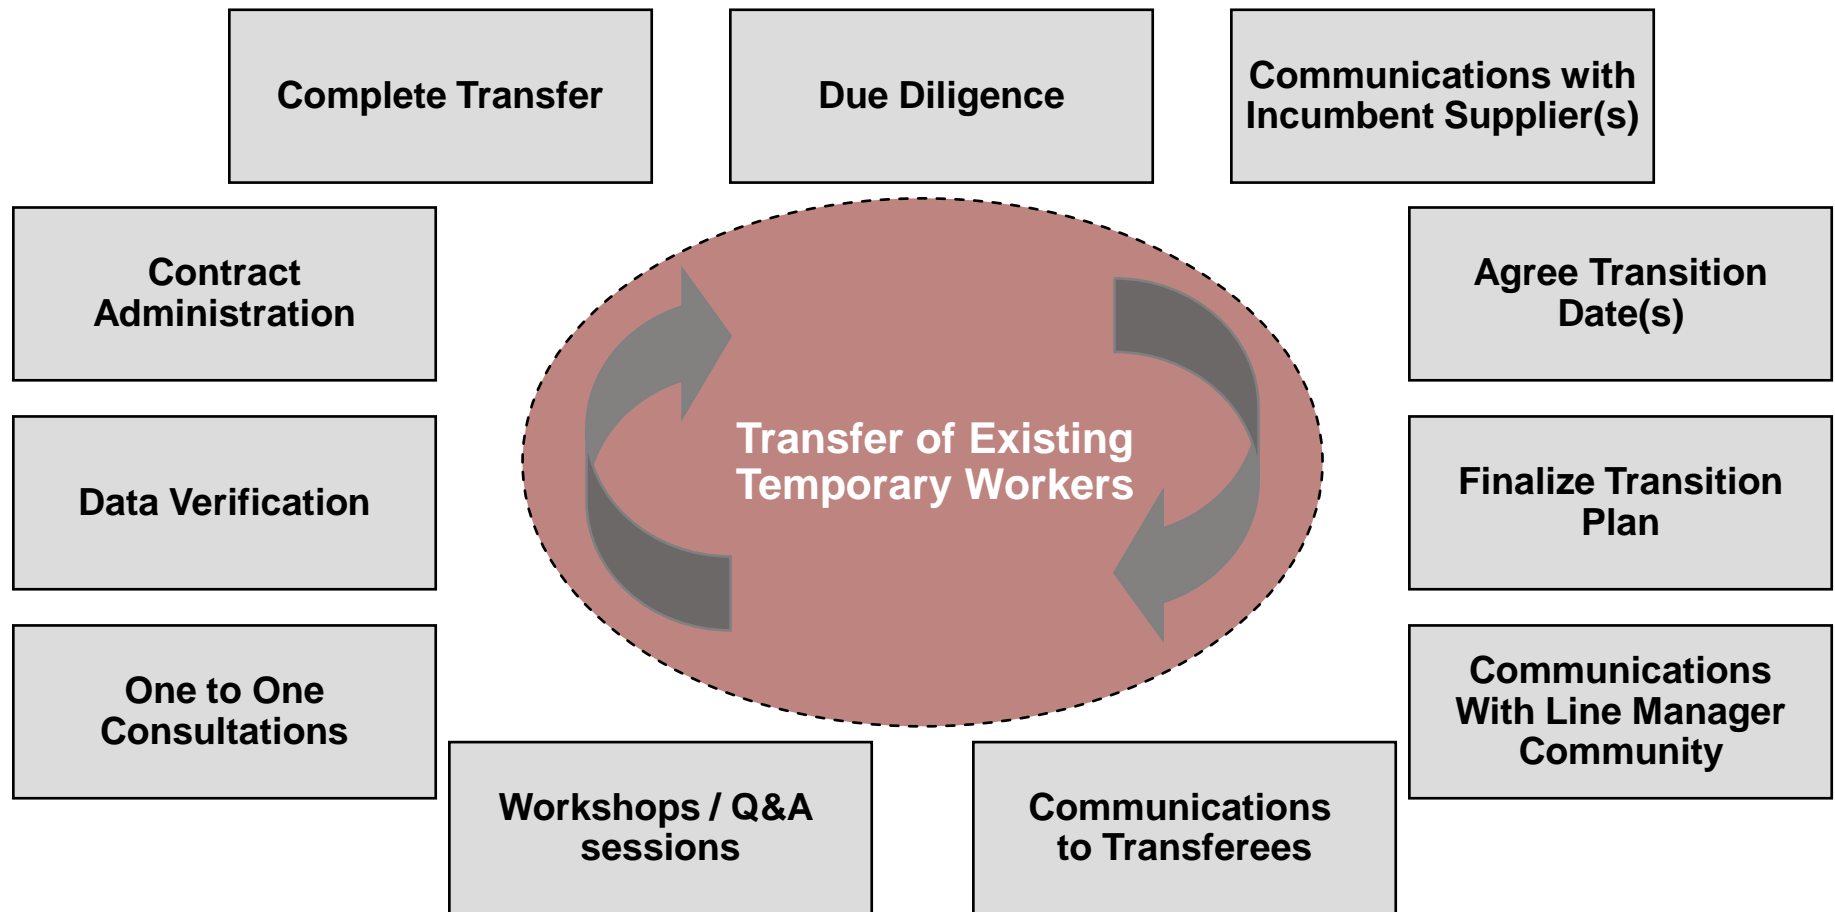 Complete Transfer
Due Diligence
Communications with
Incumbent Supplier(s)
Contract
Administration
Agree Transition
Date(s)
Transfer of Existing
Temporary Workers
Data Verification
Finalize Transition
Plan
One to One
Consultations
Communications
With Line Manager
Community
Workshops / Q&A
sessions
Communications
to Transferees